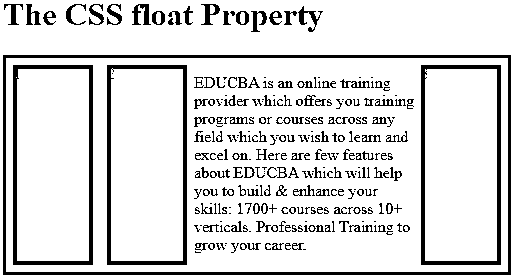 The CSS float Property
1
2
EDUCBA is an online training
provider which offers you training
programs or courses across any
field which you wish to learn and
excel on. Here are few features
about EDUCBA which will help
you to build & enhance your
skills: 1700+ courses across 10+
verticals. Professional Training to
grow your career.